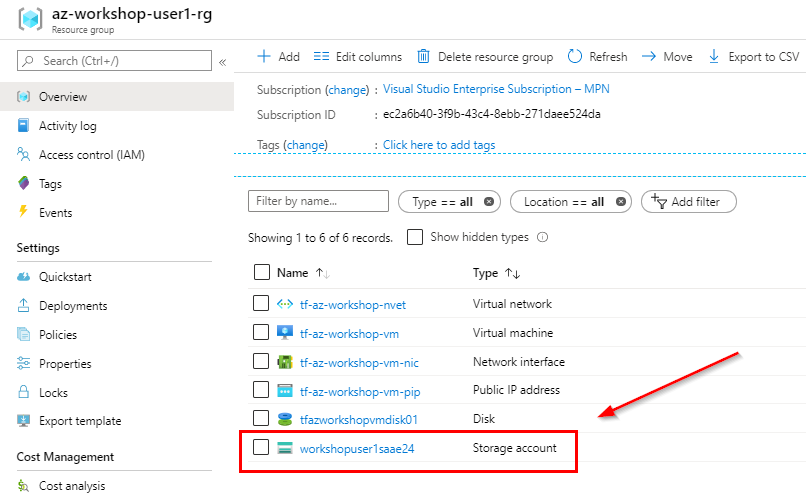 az-workshop-user1-rg
Resource group
Search (Ctrl+/)
«
Overview
Activity log
Access control (IAM)
Tags
Events
Settings
Quickstart
Deployments
Policies
Properties
Locks
Export template
Cost Management
Cost analysis
Add Edit columns Delete resource group Refresh Move Export to CSV
Subscription (change) : Visual Studio Enterprise Subscription – MPN
Subscription ID : ec2a6b40-3f9b-43c4-8ebb-271daee524da
Tags (change) : Click here to add tags
Filter by name... Type == all Location == all Add filter
Showing 1 to 6 of 6 records. Show hidden types
Name ↑↓ Type ↑↓
tf-az-workshop-nvet Virtual network
tf-az-workshop-vm Virtual machine
tf-az-workshop-vm-nic Network interface
tf-az-workshop-vm-pip Public IP address
tfazworkshopvmdisk01 Disk
workshopuser1saae24 Storage account